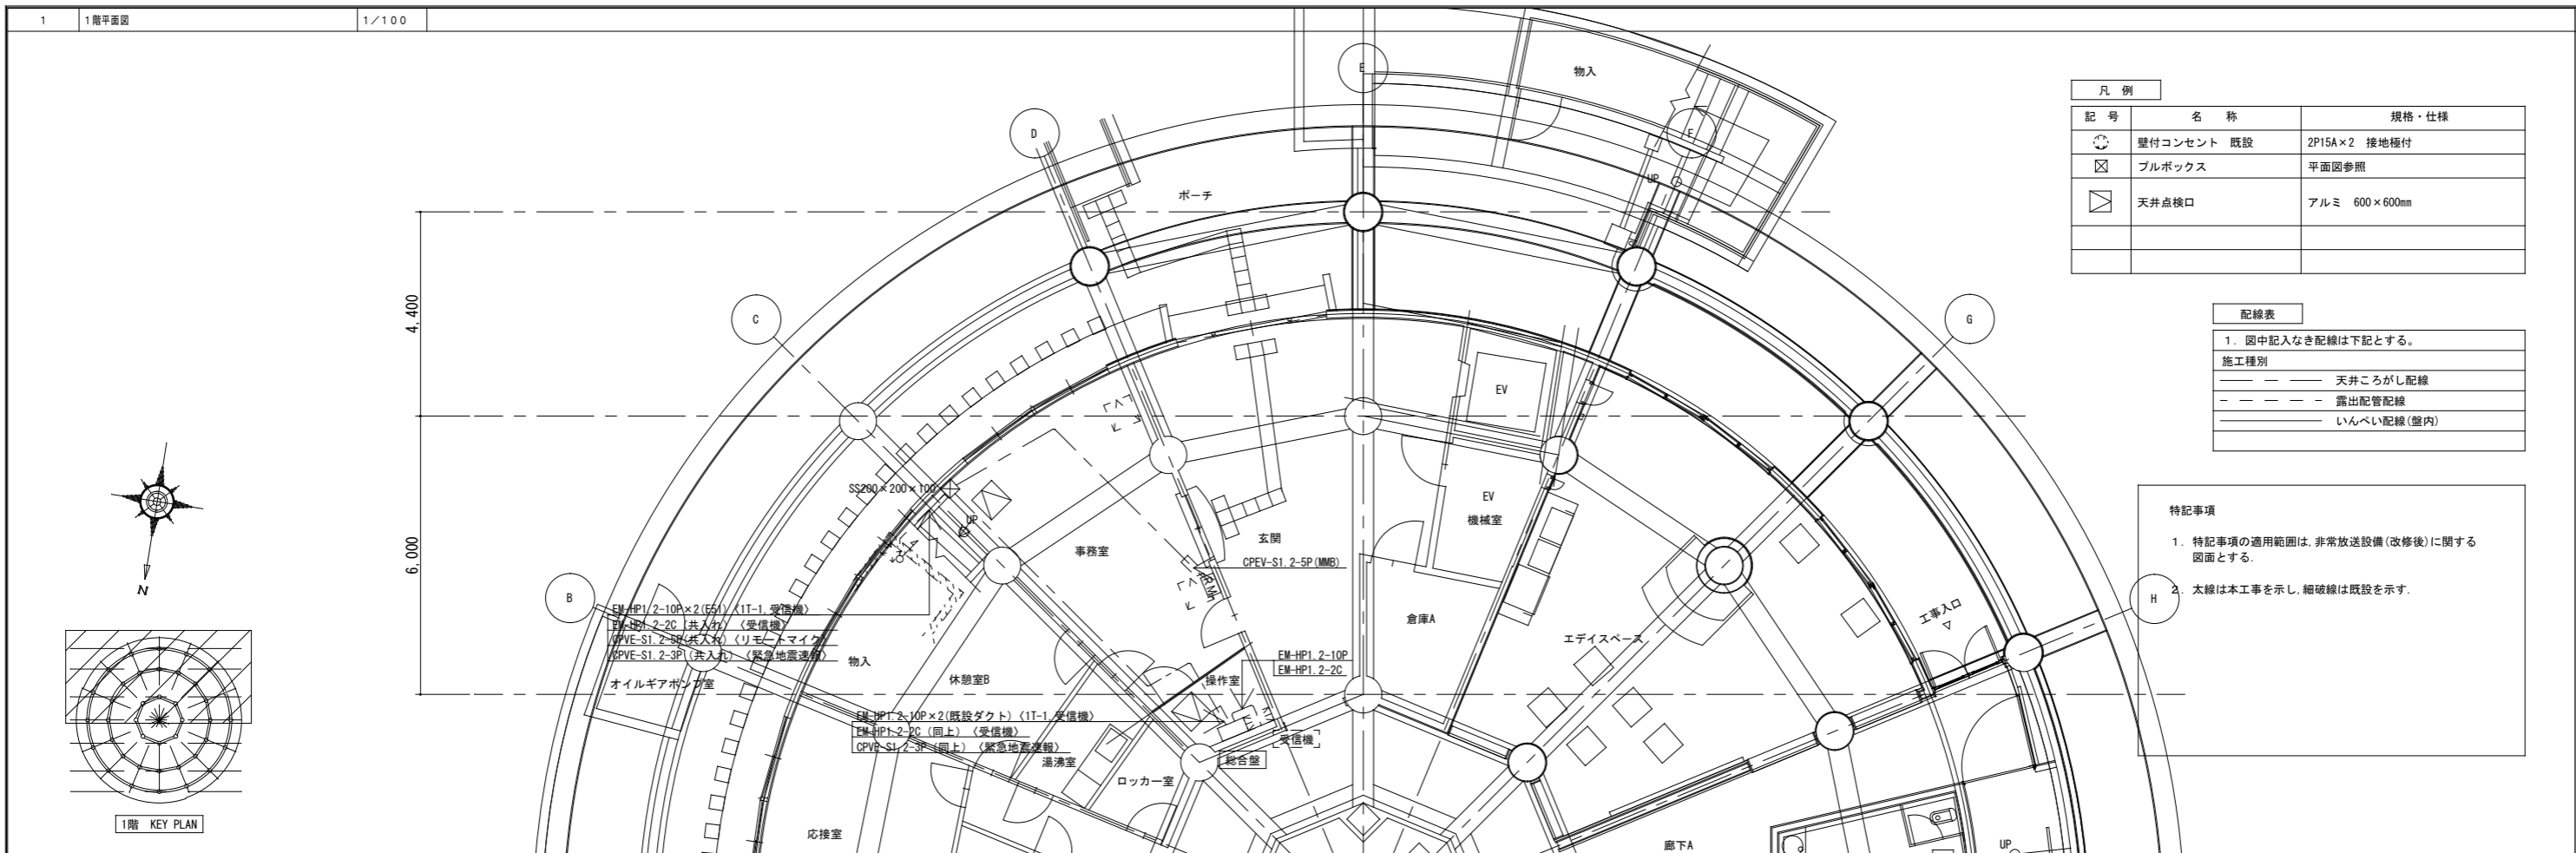 1 1階平面図 1/100
E
物入
D
F
UP
ポーチ
凡 例
記 号 名 称 規格・仕様
壁付コンセント 既設 2P15A×2 接地極付
プルボックス 平面図参照
天井点検口 アルミ 600×600mm
4,400
C
G
配線表
1. 図中記入なき配線は下記とする。
施工種別
天井ころがし配線
露出配管配線
いんぺい配線(盤内)
EV
SS200×200×100
UP
EV
機械室
6,000
事務室
玄関
CPEV-S1.2-5P(MMB)
RM
特記事項
1. 特記事項の適用範囲は,非常放送設備(改修後)に関する
図面とする.
2. 太線は本工事を示し,細破線は既設を示す.
N
B
H
EM-HP1.2-10P×2(E51)〈1T-1,受信機〉
EM-HP1.2-2C (共入れ) 〈受信機〉
CPVE-S1.2-5P(共入れ)〈リモートマイク〉
CPVE-S1.2-3P(共入れ) 〈緊急地震速報〉
倉庫A
工事入口
エデイスペース
物入
EM-HP1.2-10P
EM-HP1.2-2C
オイルギアポンプ室
休憩室B
操作室
EM-HP1.2-10P×2(既設ダクト)〈1T-1,受信機〉
EM-HP1.2-2C (同上) 〈受信機〉
CPVE-S1.2-3P (同上) 〈緊急地震速報〉
受信機
総合盤
湯沸室
ロッカー室
1階 KEY PLAN
応接室
廊下A
UP